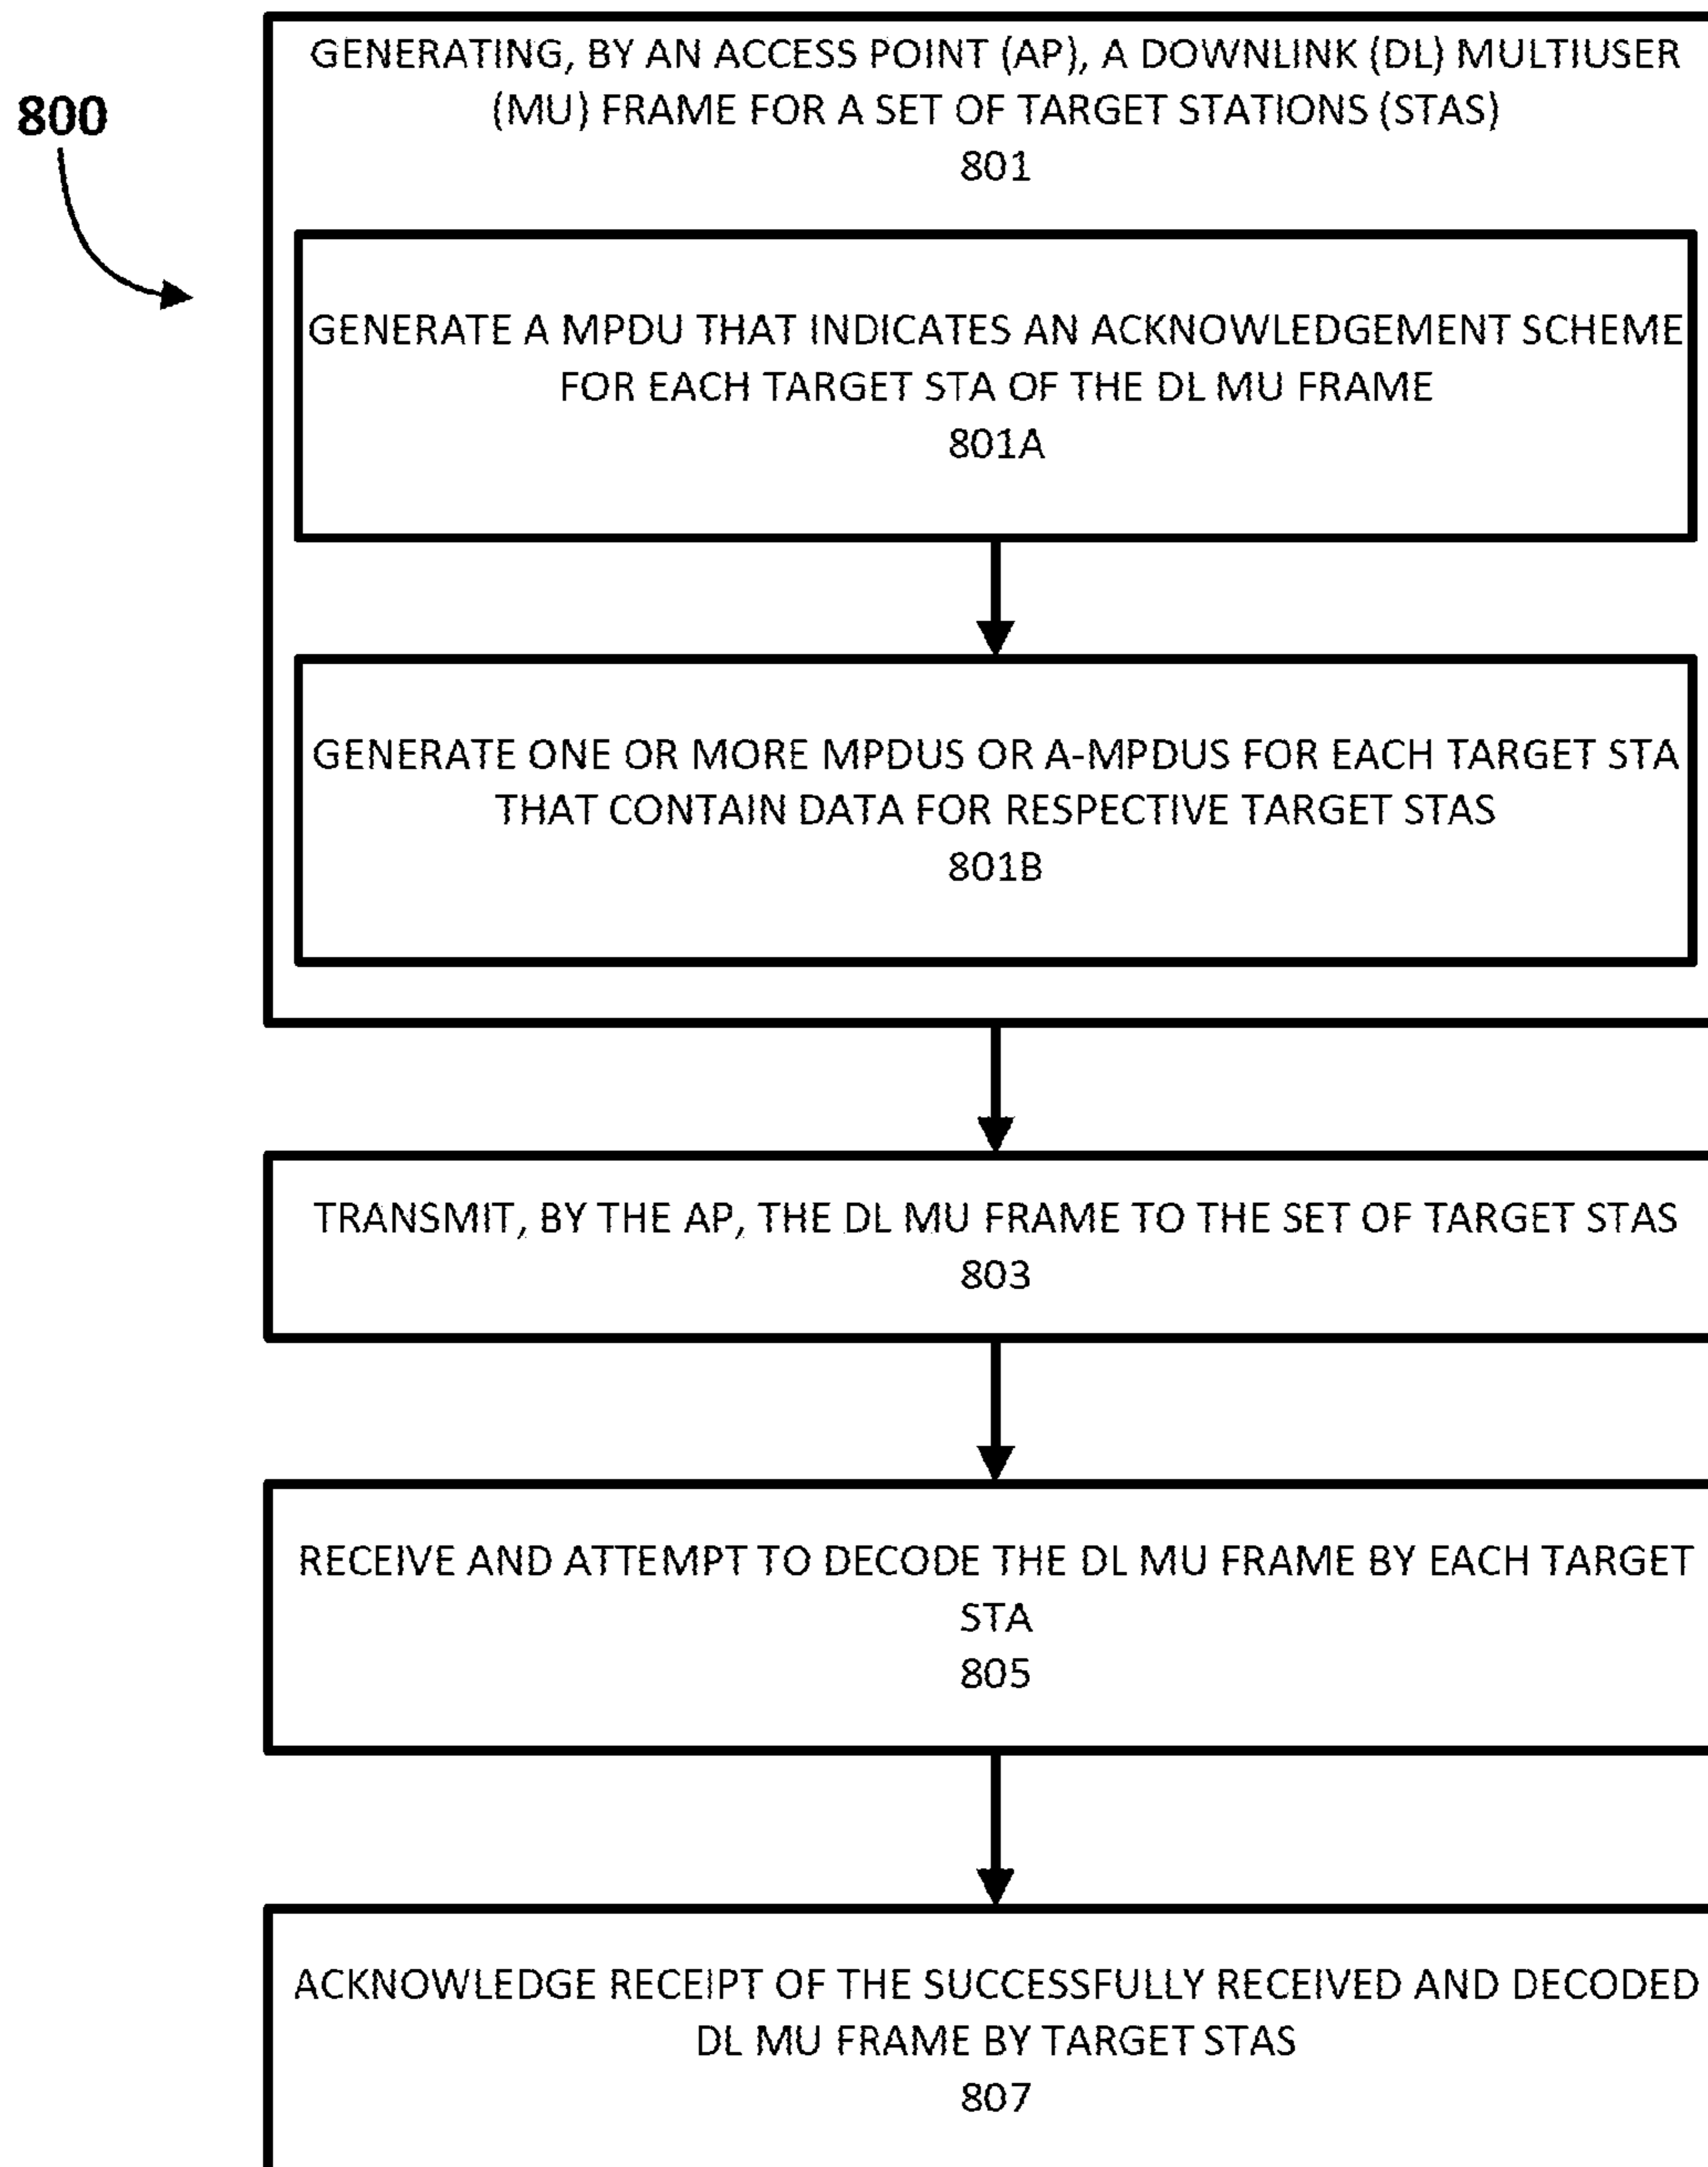 800
GENERATING, BY AN ACCESS POINT (AP), A DOWNLINK (DL) MULTIUSER
(MU) FRAME FOR A SET OF TARGET STATIONS (STAS)
801
GENERATE A MPDU THAT INDICATES AN ACKNOWLEDGEMENT SCHEME
FOR EACH TARGET STA OF THE DL MU FRAME
801A
GENERATE ONE OR MORE MPDUS OR A-MPDUS FOR EACH TARGET STA
THAT CONTAIN DATA FOR RESPECTIVE TARGET STAS
801B
TRANSMIT, BY THE AP, THE DL MU FRAME TO THE SET OF TARGET STAS
803
RECEIVE AND ATTEMPT TO DECODE THE DL MU FRAME BY EACH TARGET
STA
805
ACKNOWLEDGE RECEIPT OF THE SUCCESSFULLY RECEIVED AND DECODED
DL MU FRAME BY TARGET STAS
807